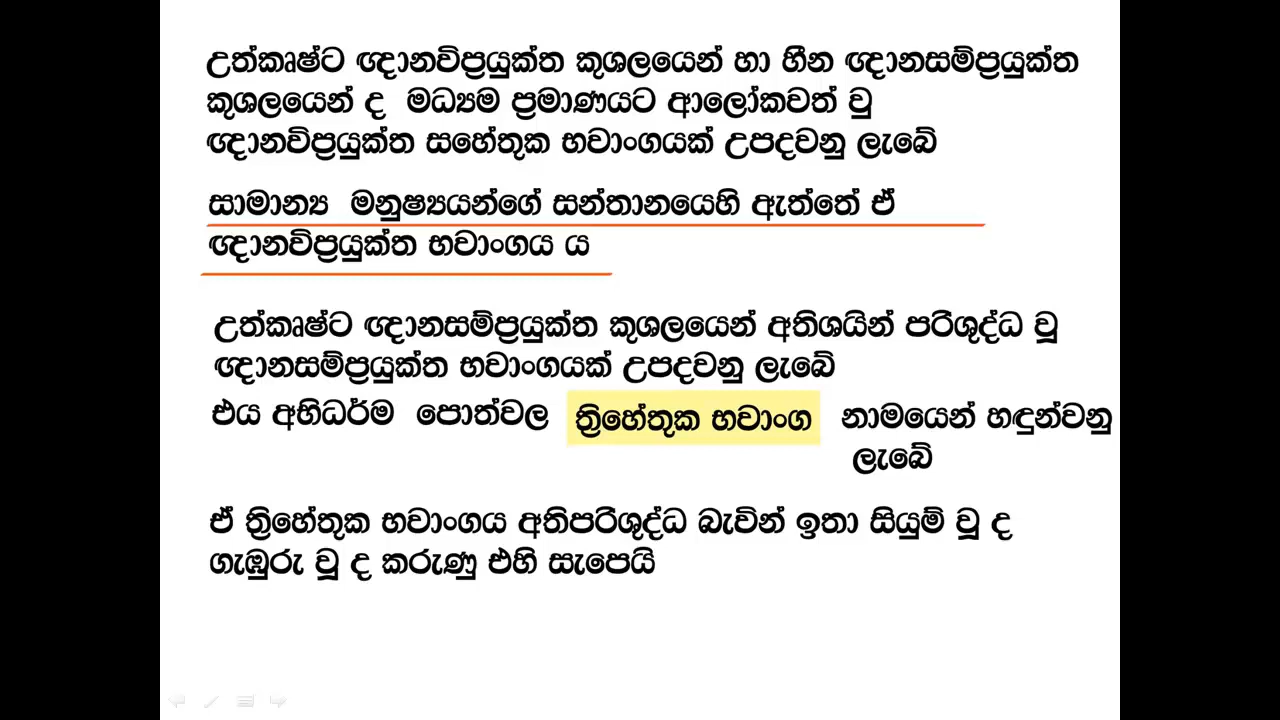 උත්කෘෂ්ට ඥානවිප්‍රයුක්ත කුශලයෙන් හා හීන ඥානසම්ප්‍රයුක්ත
කුශලයෙන් ද මධ්‍යම ප්‍රමාණයට ආලෝකවත් වු
ඥානවිප්‍රයුක්ත සහේතුක භවාංගයක් උපදවනු ලැබේ
සාමාන්‍ය මනුෂ්‍යයන්ගේ සන්තානයෙහි ඇත්තේ ඒ
ඥානවිප්‍රයුක්ත භවාංගය ය
උත්කෘෂ්ට ඥානසම්ප්‍රයුක්ත කුශලයෙන් අතිශයින් පරිශුද්ධ වූ
ඥානසම්ප්‍රයුක්ත භවාංගයක් උපදවනු ලැබේ
එය අභිධර්ම පොත්වල ත්‍රිහේතුක භවාංග නාමයෙන් හඳුන්වනු
ලැබේ
ඒ ත්‍රිහේතුක භවාංගය අතිපරිශුද්ධ බැවින් ඉතා සියුම් වූ ද
ගැඹුරු වූ ද කරුණු එහි සැපෙයි